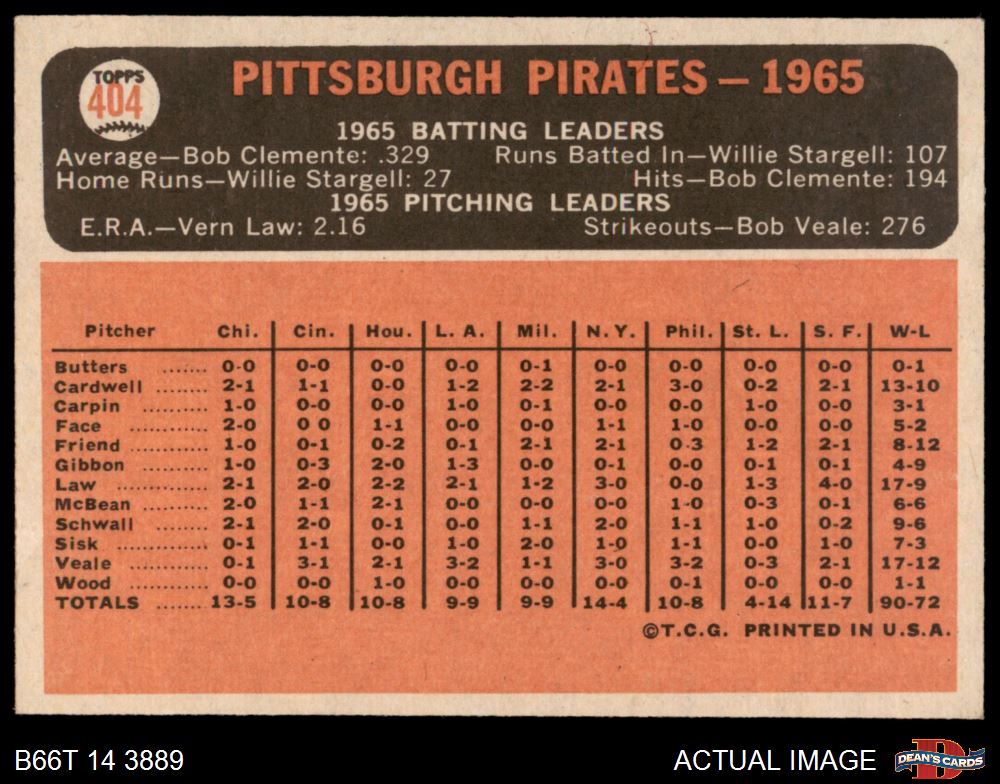 TOPPS
404
PITTSBURGH PIRATES — 1965
1965 BATTING LEADERS
Average—Bob Clemente: .329 Runs Batted In—Willie Stargell: 107
Home Runs—Willie Stargell: 27 Hits—Bob Clemente: 194
1965 PITCHING LEADERS
E.R.A.—Vern Law: 2.16 Strikeouts—Bob Veale: 276
Pitcher Chi. Cin. Hou. L. A. Mil. N. Y. Phil. St. L. S. F. W-L
Butters ...... 0-0 0-0 0-0 0-0 0-1 0-0 0-0 0-0 0-0 0-1
Cardwell ......... 2-1 1-1 0-0 1-2 2-2 2-1 3-0 0-2 2-1 13-10
Carpin .......... 1-0 0-0 0-0 1-0 0-1 0-0 0-0 1-0 0-0 3-1
Face ............ 2-0 0 0 1-1 0-0 0-0 1-1 1-0 0-0 0-0 5-2
Friend ............ 1-0 0-1 0-2 0-1 2-1 2-1 0-3 1-2 2-1 8-12
Gibbon .......... 1-0 0-3 2-0 1-3 0-0 0-1 0-0 0-1 0-1 4-9
Law .............. 2-1 2-0 2-2 2-1 1-2 3-0 0-0 1-3 4-0 17-9
McBean .......... 2-0 1-1 2-1 0-0 0-0 0-0 1-0 0-3 0-1 6-6
Schwall .......... 2-1 2-0 0-1 0-0 1-1 2-0 1-1 1-0 0-2 9-6
Sisk .............. 0-1 1-1 0-0 1-0 2-0 1-0 1-1 0-0 1-0 7-3
Veale ............ 0-1 3-1 2-1 3-2 1-1 3-0 3-2 0-3 2-1 17-12
Wood ............ 0-0 0-0 1-0 0-0 0-0 0-0 0-1 0-0 0-0 1-1
TOTALS ....... 13-5 10-8 10-8 9-9 9-9 14-4 10-8 4-14 11-7 90-72
©T.C.G. PRINTED IN U.S.A.
B66T 14 3889 ACTUAL IMAGE
D
DEAN'S CARDS